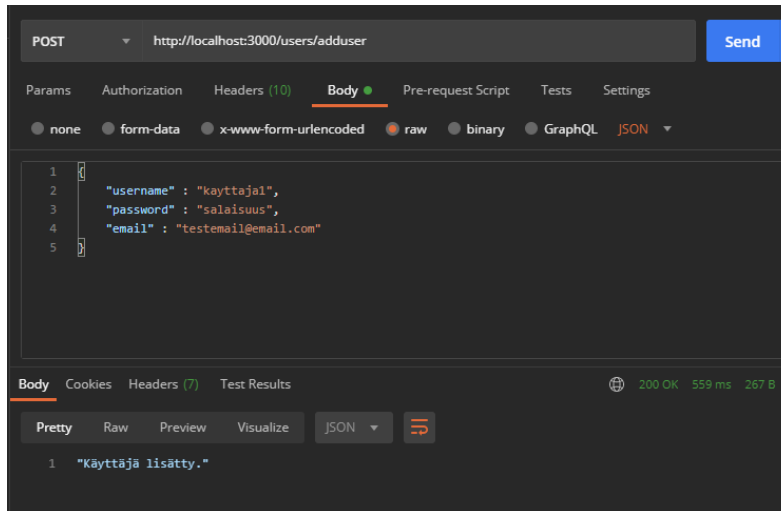 POST http://localhost:3000/users/adduser Send
Params Authorization Headers (10) Body Pre-request Script Tests Settings
none form-data x-www-form-urlencoded raw binary GraphQL JSON
1 {
2 "username" : "kayttaja1",
3 "password" : "salaisuus",
4 "email" : "testemail@email.com"
5 }
Body Cookies Headers (7) Test Results 200 OK 559 ms 267 B
Pretty Raw Preview Visualize JSON
1 "Käyttäjä lisätty."